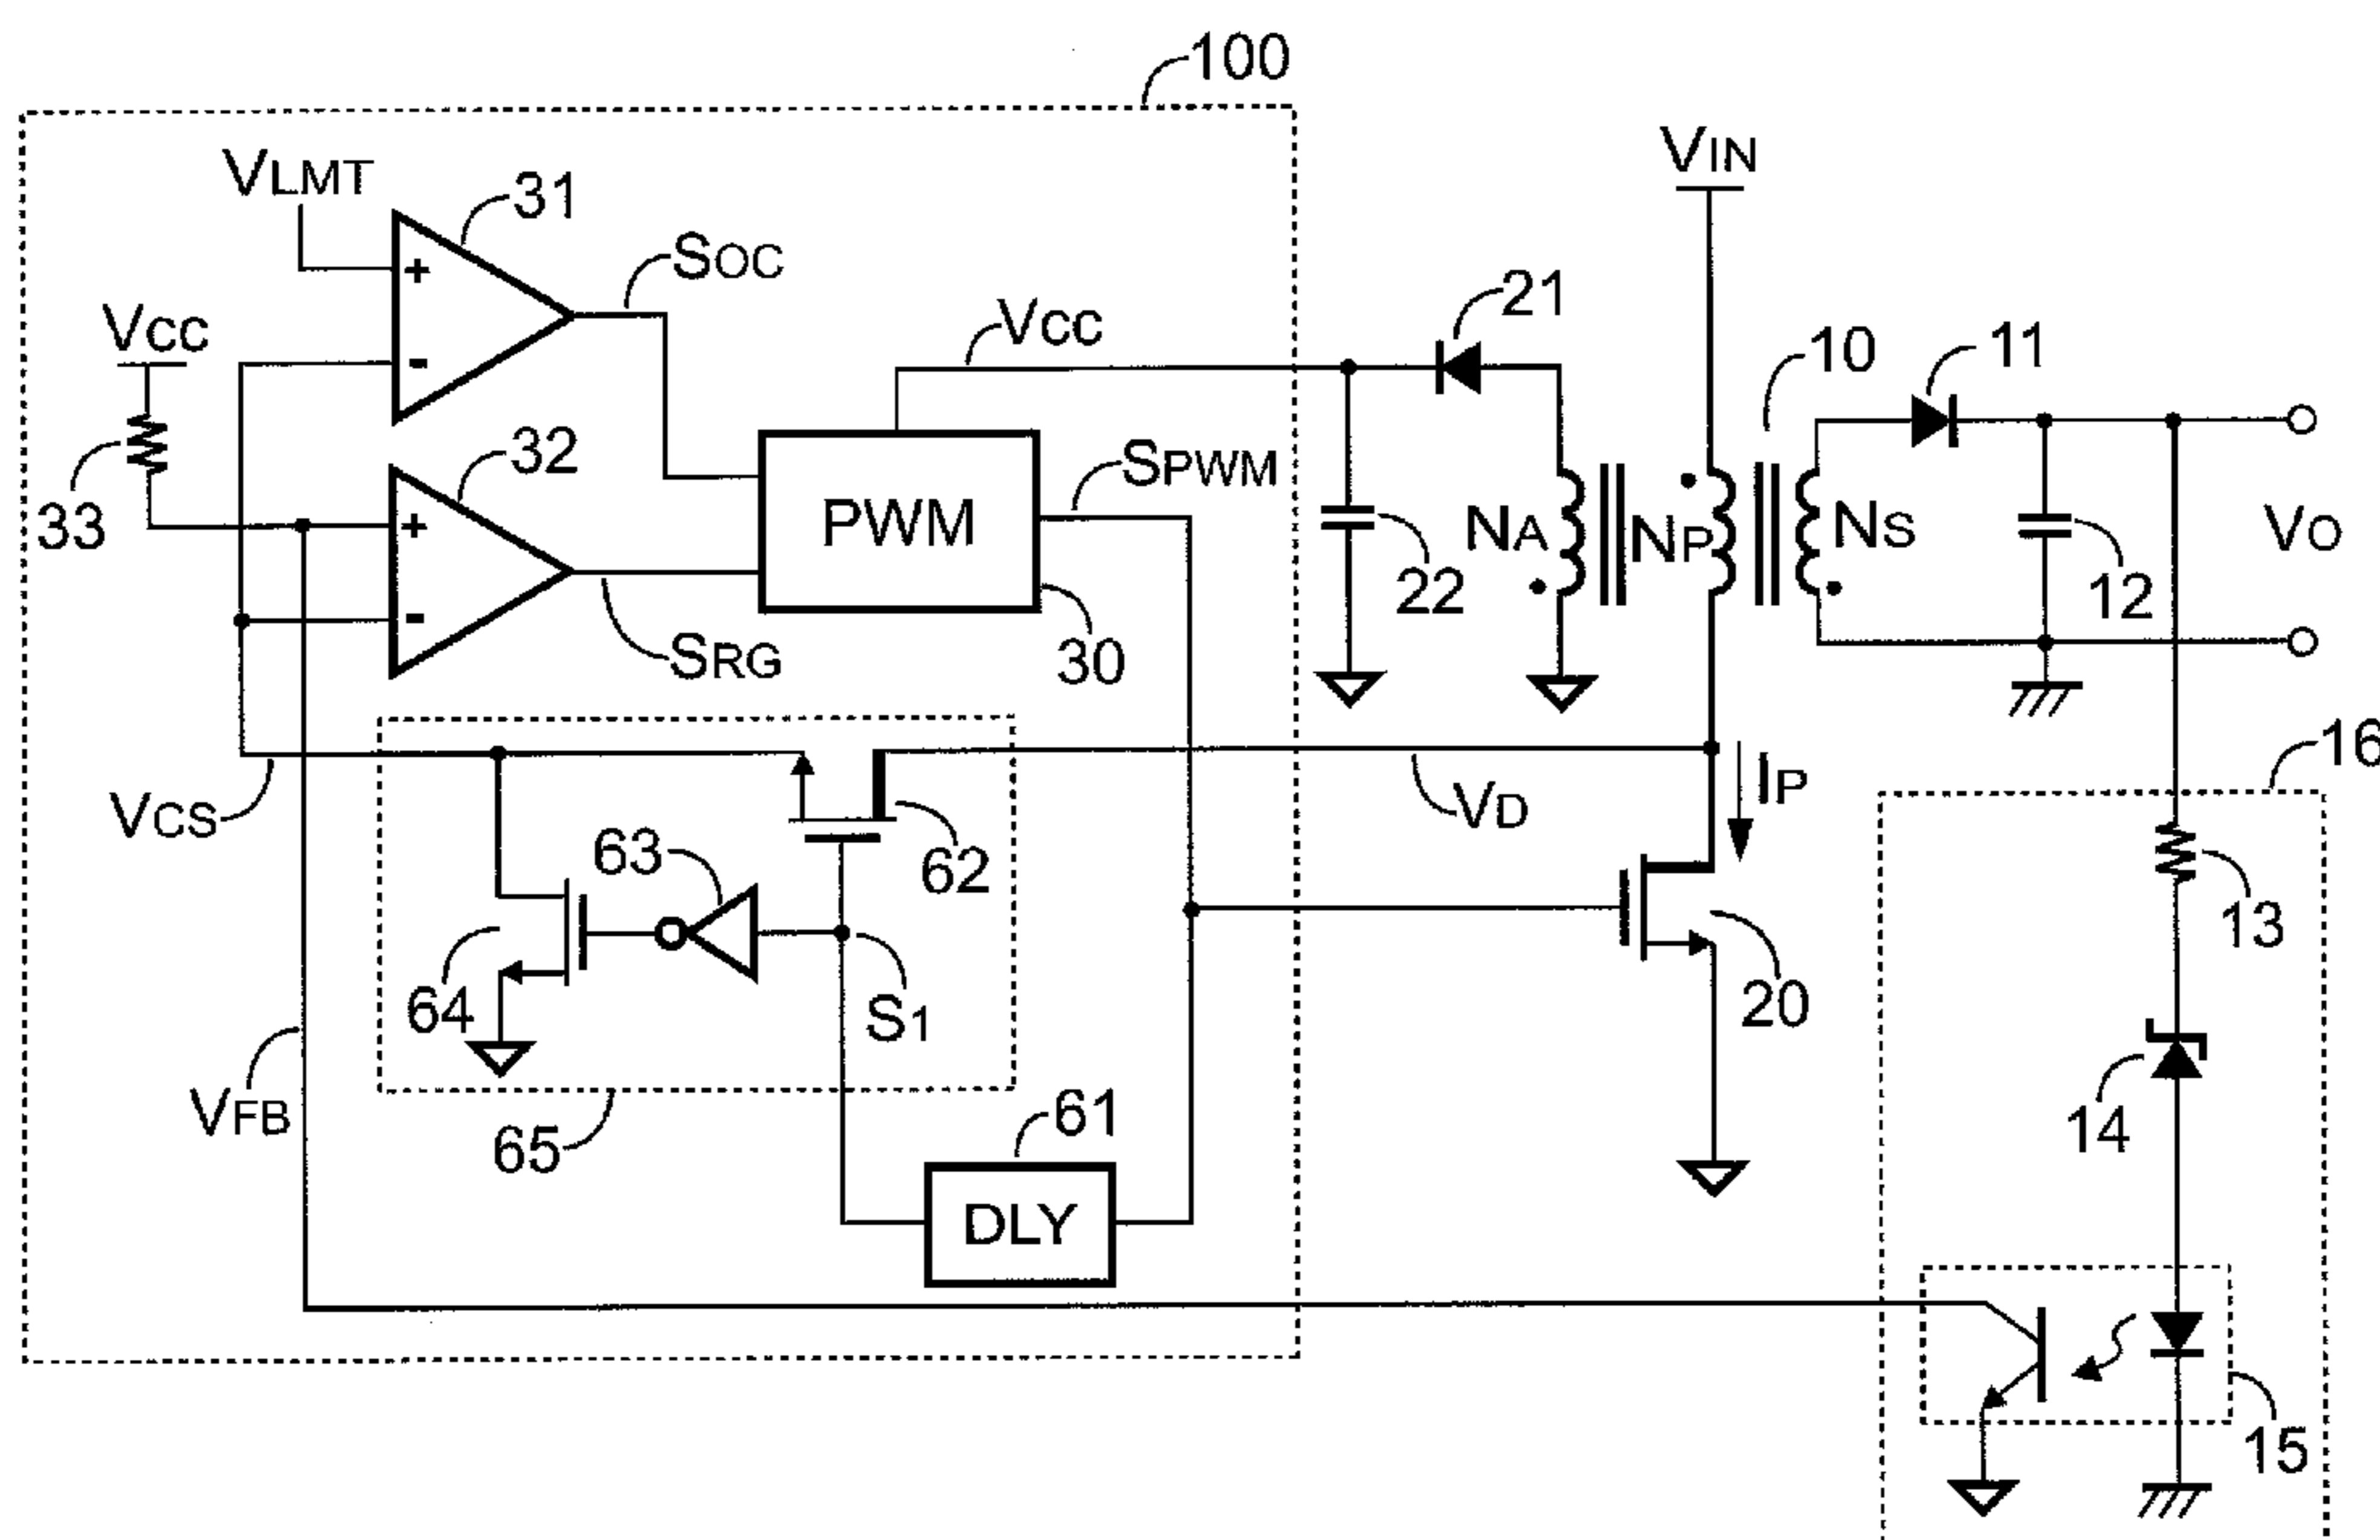 100
VLMT
31
SOC
VIN
VCC
VCC
21
10
11
32
SPWM
33
PWM
NA
NP
NS
VO
22
12
SRG
30
16
VCS
VD
IP
63
62
13
64
S1
20
VFB
65
61
14
DLY
15